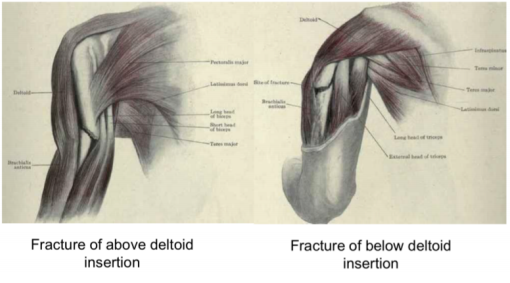 Deltoid
Pectoralis major
Latissimus dorsi
Long head
of biceps
Short head
of biceps
Teres major
Brachialis
anticus
Deltoid
Infraspinatus
Teres minor
Teres major
Latissimus dorsi
Site of fracture
Brachialis
anticus
Long head of triceps
External head of triceps
Fracture of above deltoid
insertion
Fracture of below deltoid
insertion